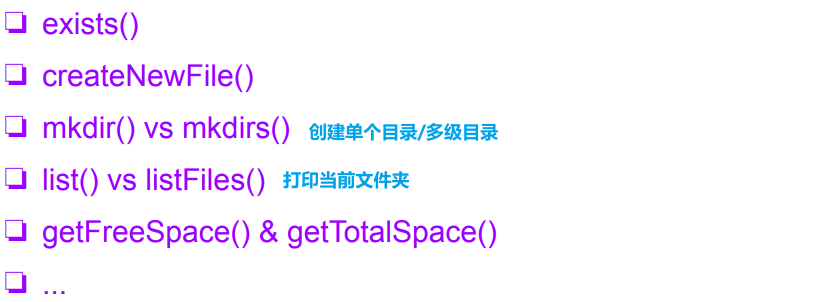 ❏ exists()
❏ createNewFile()
❏ mkdir() vs mkdirs() 创建单个目录/多级目录
❏ list() vs listFiles() 打印当前文件夹
❏ getFreeSpace() & getTotalSpace()
❏ ...